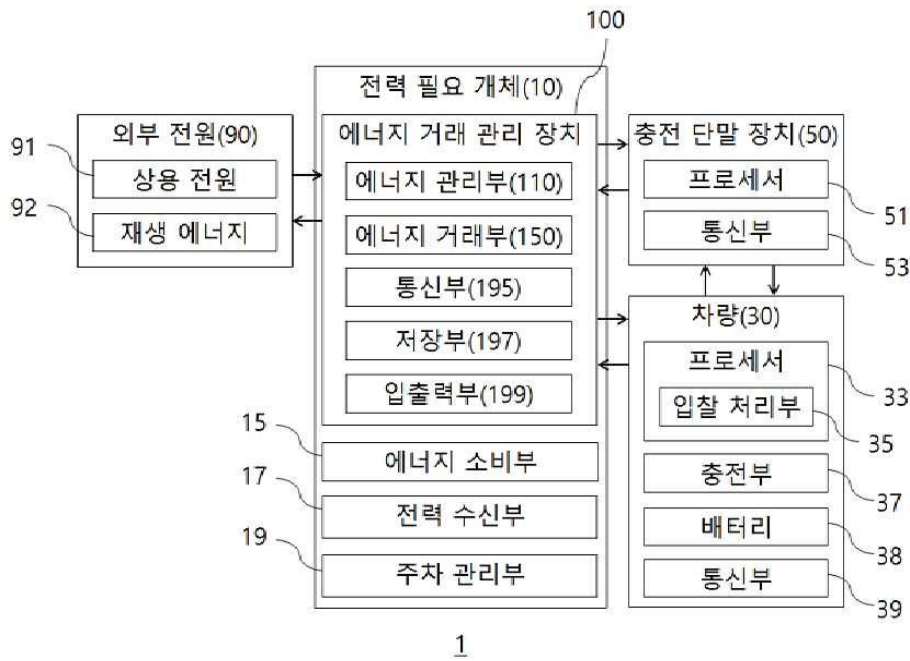 100
전력 필요 개체(10)
외부 전원(90)
91
상용 전원
92
재생 에너지
에너지 거래 관리 장치
에너지 관리부(110)
에너지 거래부(150)
통신부(195)
저장부(197)
입출력부(199)
15
에너지 소비부
17
전력 수신부
19
주차 관리부
충전 단말 장치(50)
프로세서
51
통신부
53
차량(30)
프로세서
33
입찰 처리부
35
충전부
37
배터리
38
통신부
39
1